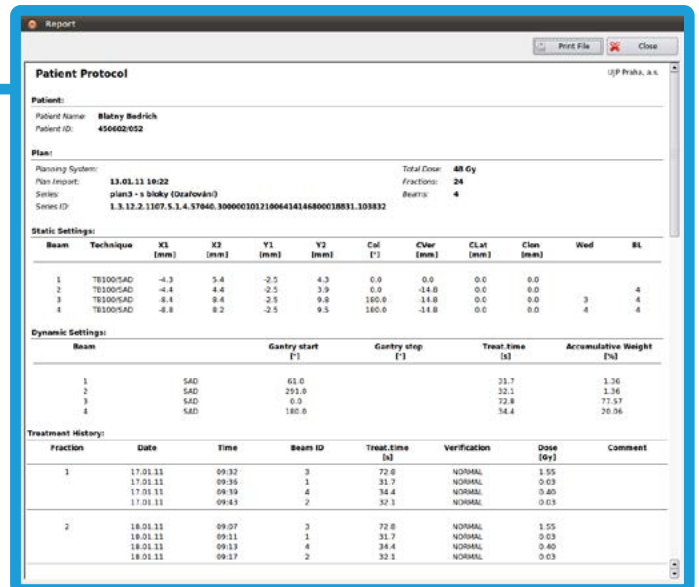 Report
Print File Close
Patient Protocol UJP Praha, a.s.
Patient:
Patient Name: Blatny Bedrich
Patient ID: 450602/052
Plan:
Planning System: Total Dose: 48 Gy
Plan Import: 13.01.11 10:22 Fractions: 24
Series: plan3 - s bloky (Ozařování) Beams: 4
Series ID: 1.3.12.2.1107.5.1.4.57040.30000010121006414146800018831.103832
Static Settings:
Beam Technique X1 X2 Y1 Y2 Col CVer CLat Clon Wed BL
[mm] [mm] [mm] [mm] [°] [mm] [mm] [mm]
1 TB100/SAD -4.3 5.4 -2.5 4.3 0.0 0.0 0.0 0.0
2 TB100/SAD -4.4 4.4 -2.5 3.9 0.0 -14.8 0.0 0.0 4
3 TB100/SAD -8.4 8.4 -2.5 9.8 180.0 -14.8 0.0 0.0 3 4
4 TB100/SAD -8.8 8.2 -2.5 9.5 180.0 -14.8 0.0 0.0 4 4
Dynamic Settings:
Beam Gantry start Gantry stop Treat.time Accumulative Weight
[°] [°] [s] [%]
1 SAD 61.0 31.7 1.36
2 SAD 291.0 32.1 1.36
3 SAD 0.0 72.8 77.57
4 SAD 180.0 34.4 20.06
Treatment History:
Fraction Date Time Beam ID Treat.time Verification Dose Comment
[s] [Gy]
1 17.01.11 09:32 3 72.8 NORMAL 1.55
17.01.11 09:36 1 31.7 NORMAL 0.03
17.01.11 09:39 4 34.4 NORMAL 0.40
17.01.11 09:43 2 32.1 NORMAL 0.03
2 18.01.11 09:07 3 72.8 NORMAL 1.55
18.01.11 09:11 1 31.7 NORMAL 0.03
18.01.11 09:13 4 34.4 NORMAL 0.40
18.01.11 09:17 2 32.1 NORMAL 0.03